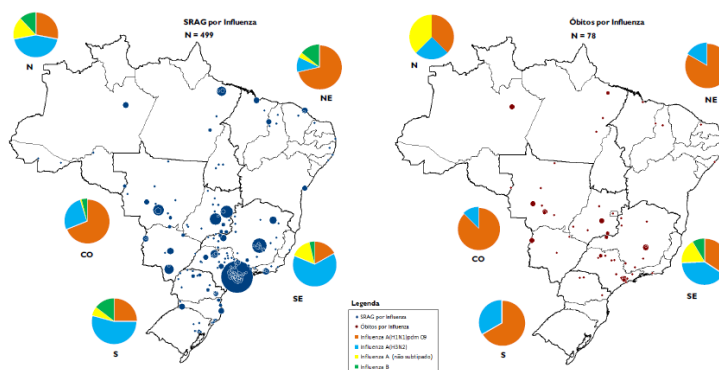 SRAG por Influenza
N = 499
N
NE
CO
SE
S
Óbitos por Influenza
N = 78
N
NE
CO
SE
S
Legenda
SRAG por Influenza
Óbitos por influenza
Influenza A(H1N1)pdm 09
Influenza A(H3N2)
Influenza A (não subtipado)
Influenza B